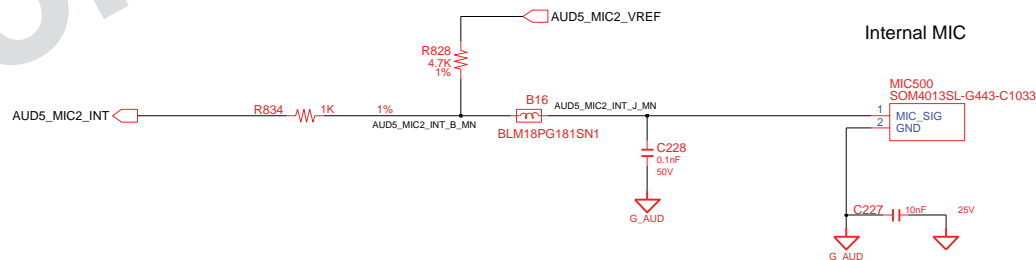 AUD5_MIC2_VREF
Internal MIC
R828
4.7K
1%
MIC500
SOM4013SL-G443-C1033
B16
AUD5_MIC2_INT_J_MN
R834
1K
1%
AUD5_MIC2_INT
AUD5_MIC2_INT_B_MN
BLM18PG181SN1
1
MIC_SIG
2
GND
C228
0.1nF
50V
G_AUD
C227
10nF
25V
G_AUD